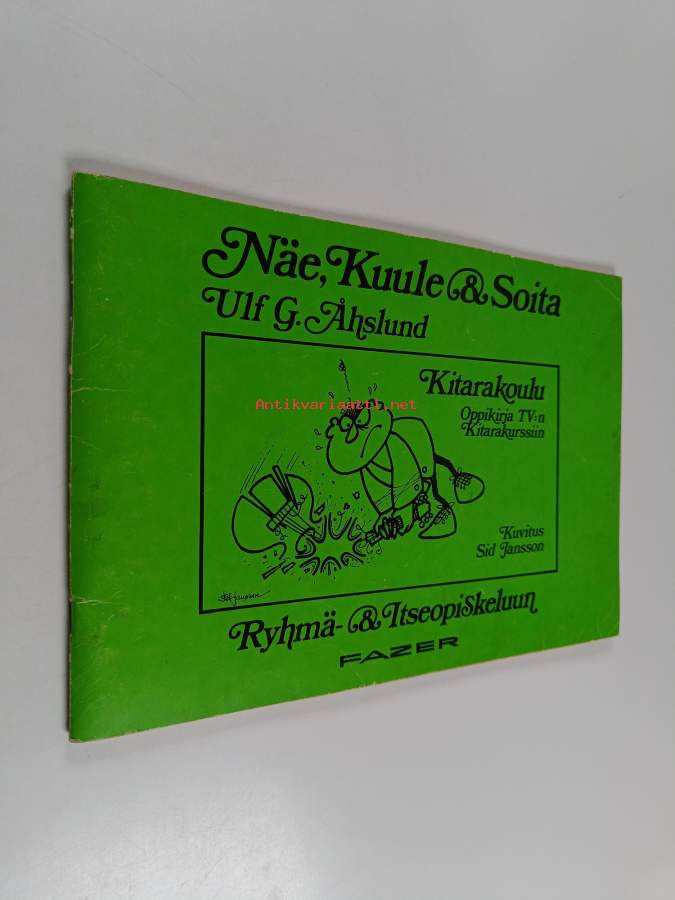 Näe, Kuule & Soita
Ulf G. Åhslund
Kitarakoulu
Oppikirja TV:n
Kitarakurssiin
Antikvariaatti.net
Kuvitus
Sid Jansson
Ryhmä- & Itseopiskeluun
FAZER